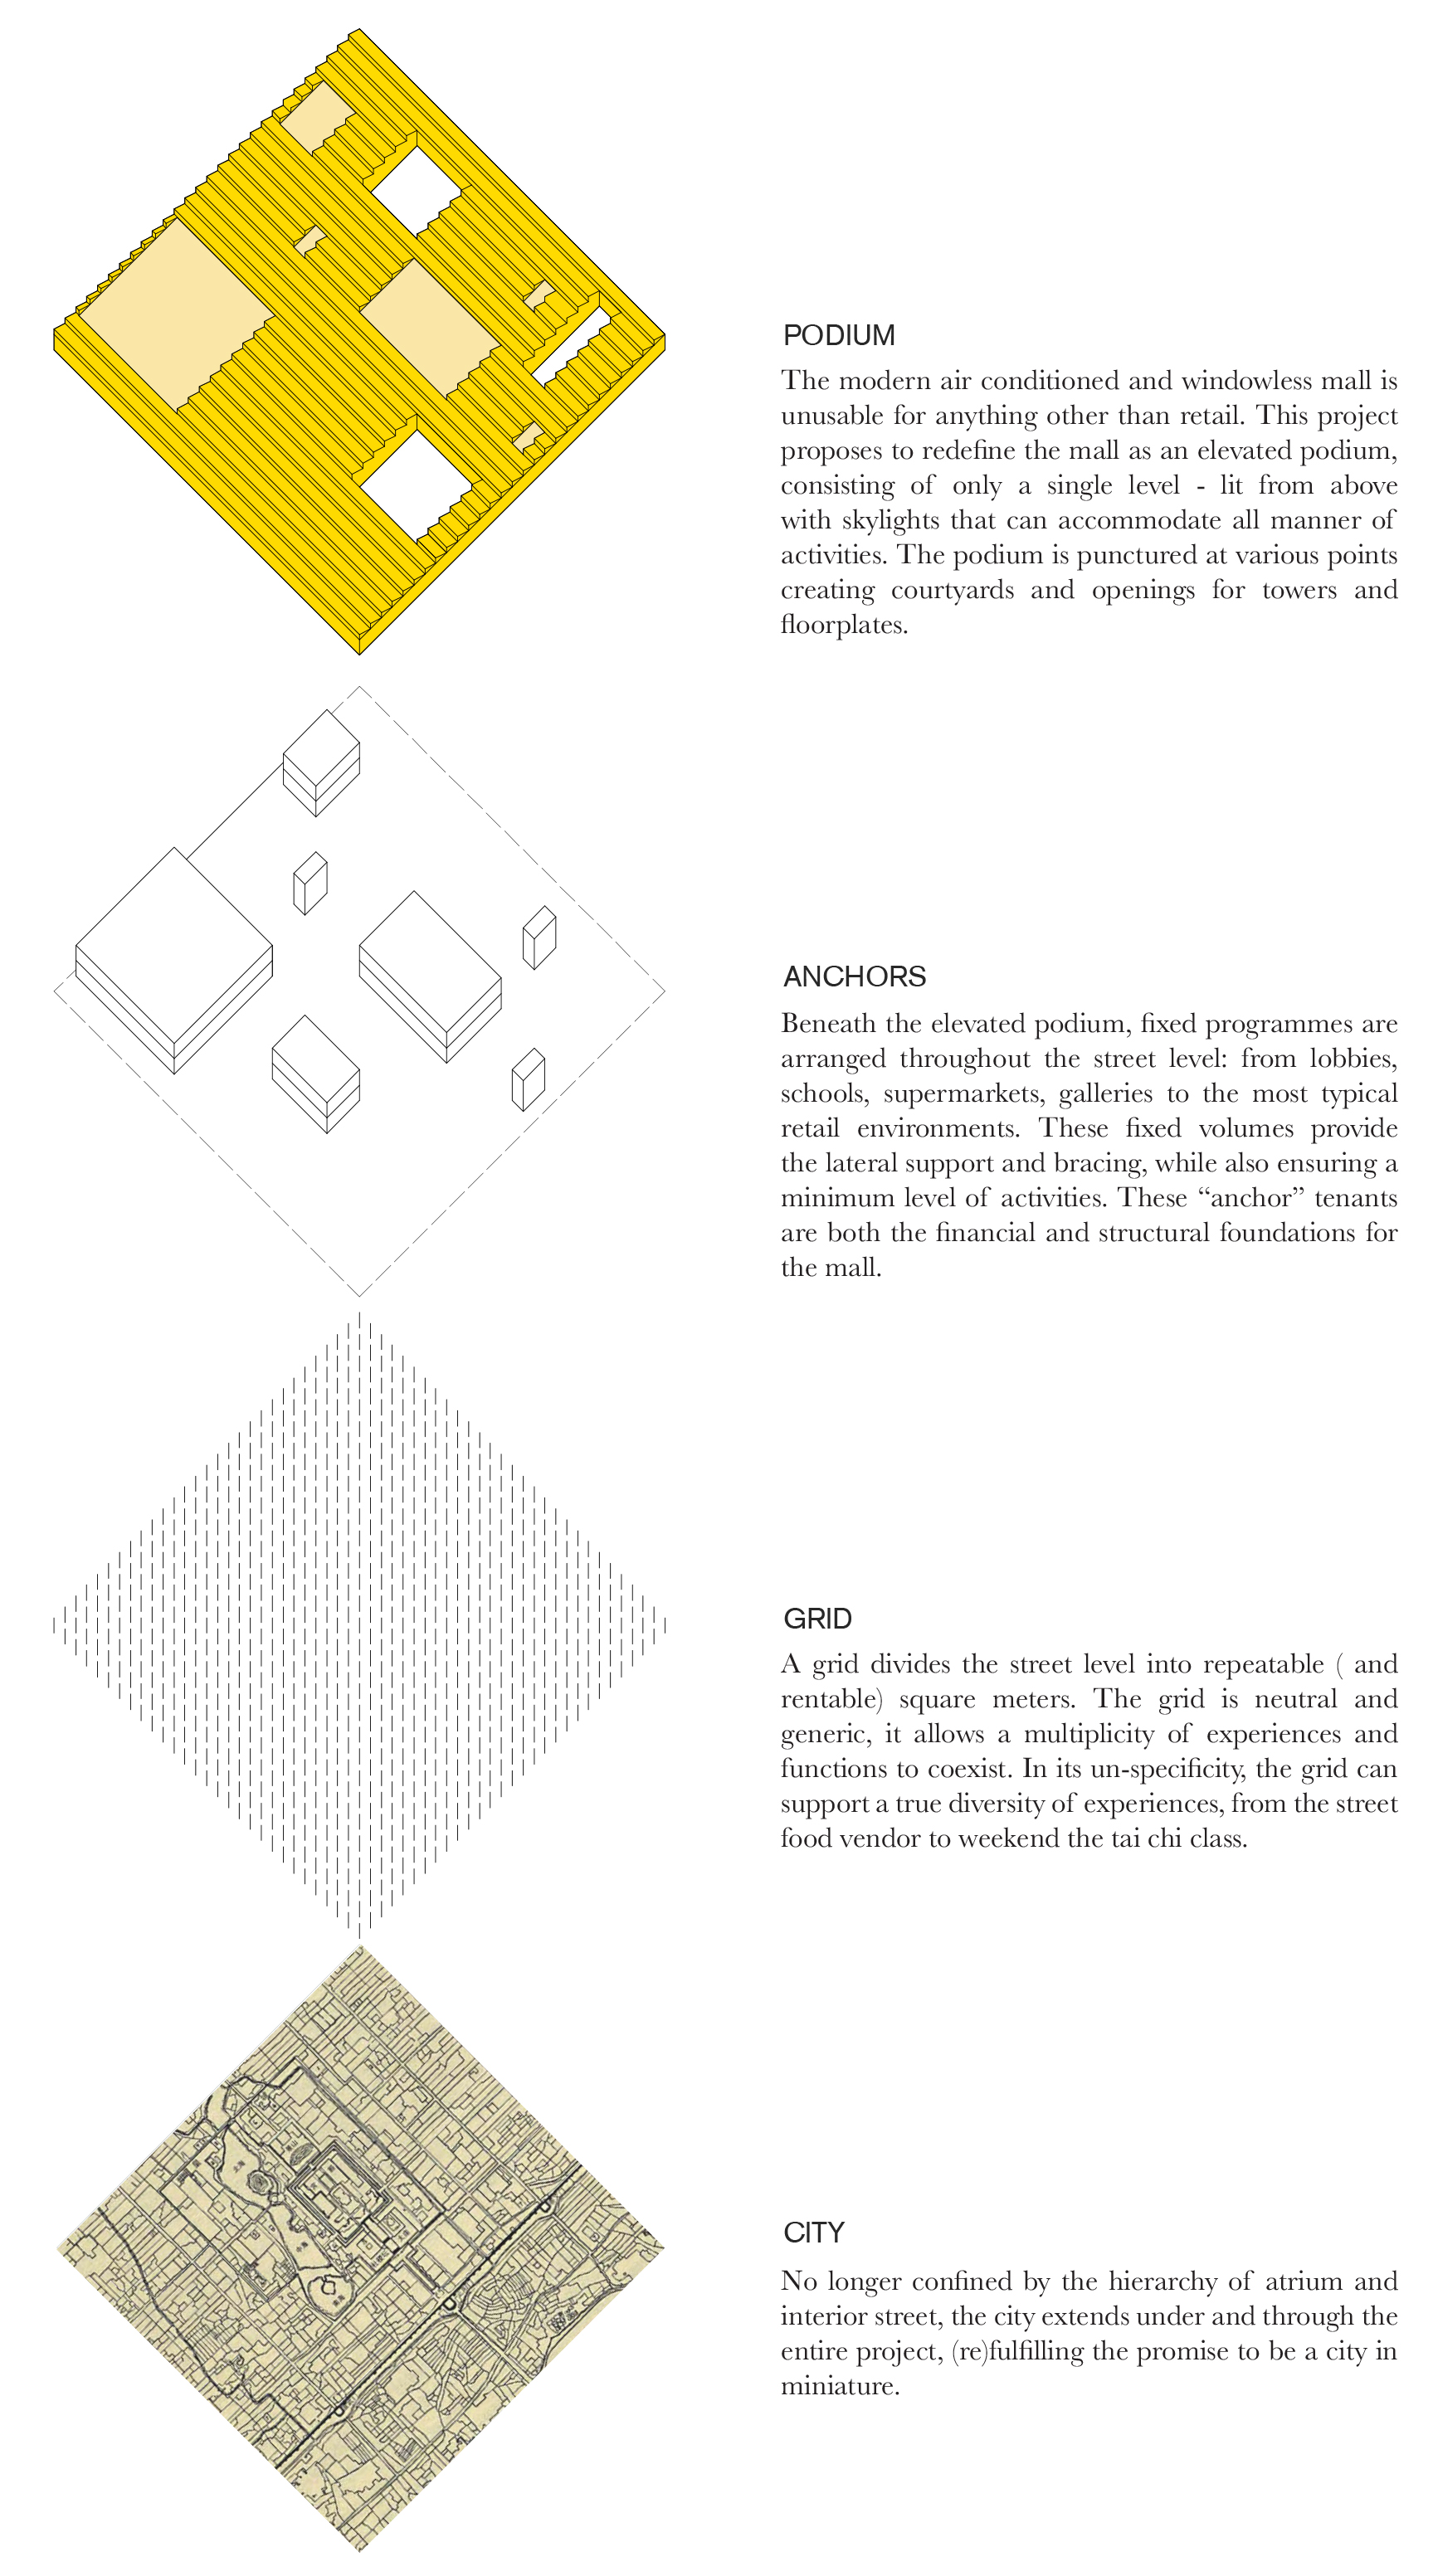 PODIUM
The modern air conditioned and windowless mall is
unusable for anything other than retail. This project
proposes to redefine the mall as an elevated podium,
consisting of only a single level - lit from above
with skylights that can accommodate all manner of
activities. The podium is punctured at various points
creating courtyards and openings for towers and
floorplates.
ANCHORS
Beneath the elevated podium, fixed programmes are
arranged throughout the street level: from lobbies,
schools, supermarkets, galleries to the most typical
retail environments. These fixed volumes provide
the lateral support and bracing, while also ensuring a
minimum level of activities. These “anchor” tenants
are both the financial and structural foundations for
the mall.
GRID
A grid divides the street level into repeatable ( and
rentable) square meters. The grid is neutral and
generic, it allows a multiplicity of experiences and
functions to coexist. In its un-specificity, the grid can
support a true diversity of experiences, from the street
food vendor to weekend the tai chi class.
CITY
No longer confined by the hierarchy of atrium and
interior street, the city extends under and through the
entire project, (re)fulfilling the promise to be a city in
miniature.